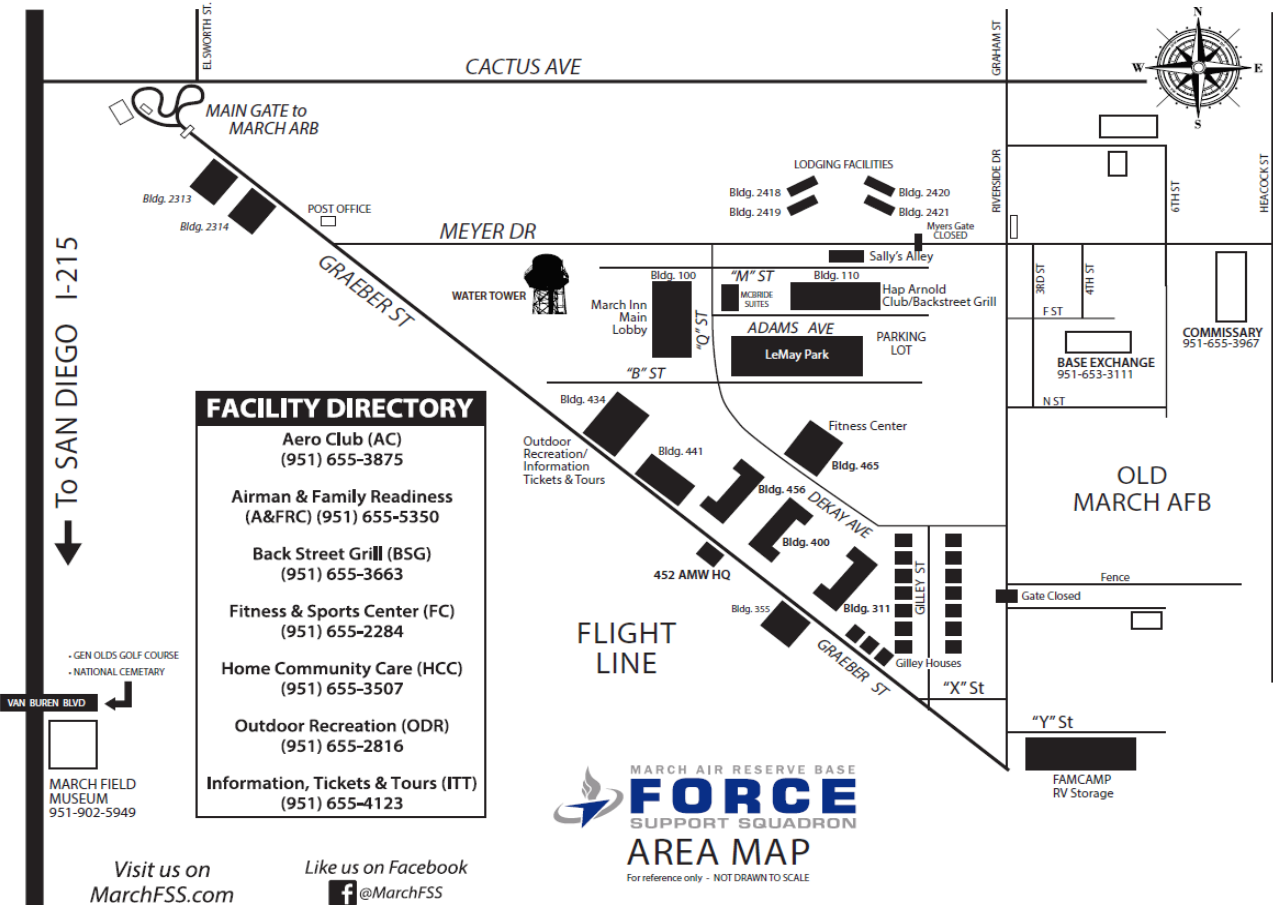 ELSWORTH ST.
CACTUS AVE
GRAHAM ST
N
W
E
S
MAIN GATE to
MARCH ARB
LODGING FACILITIES
Bldg. 2418
Bldg. 2420
Bldg. 2419
Bldg. 2421
RIVERSIDE DR
6TH ST
HEACOCK ST
Bldg. 2313
Bldg. 2314
POST OFFICE
MEYER DR
Myers Gate
CLOSED
Sally's Alley
To SAN DIEGO I-215
GRAEBER ST
WATER TOWER
Bldg. 100
"M" ST
Bldg. 110
March Inn
Main
Lobby
MCBRIDE
SUITES
Hap Arnold
Club/Backstreet Grill
"Q" ST
ADAMS AVE
LeMay Park
PARKING
LOT
3RD ST
4TH ST
F ST
COMMISSARY
951-655-3967
BASE EXCHANGE
951-653-3111
N ST
"B" ST
FACILITY DIRECTORY
Aero Club (AC)
(951) 655-3875
Airman & Family Readiness
(A&FRC) (951) 655-5350
Back Street Grill (BSG)
(951) 655-3663
Fitness & Sports Center (FC)
(951) 655-2284
Home Community Care (HCC)
(951) 655-3507
Outdoor Recreation (ODR)
(951) 655-2816
Information, Tickets & Tours (ITT)
(951) 655-4123
Bldg. 434
Outdoor
Recreation/
Information
Tickets & Tours
Bldg. 441
Fitness Center
Bldg. 465
Bldg. 456
DEKAY AVE
Bldg. 400
OLD
MARCH AFB
452 AMW HQ
Bldg. 311
GILLEY ST
Fence
Gate Closed
Bldg. 355
FLIGHT
LINE
GRAEBER ST
Gilley Houses
"X" St
"Y" St
FAMCAMP
RV Storage
• GEN OLDS GOLF COURSE
• NATIONAL CEMETARY
VAN BUREN BLVD
MARCH FIELD
MUSEUM
951-902-5949
MARCH AIR RESERVE BASE
FORCE
SUPPORT SQUADRON
AREA MAP
For reference only - NOT DRAWN TO SCALE
Visit us on
MarchFSS.com
Like us on Facebook
f @MarchFSS